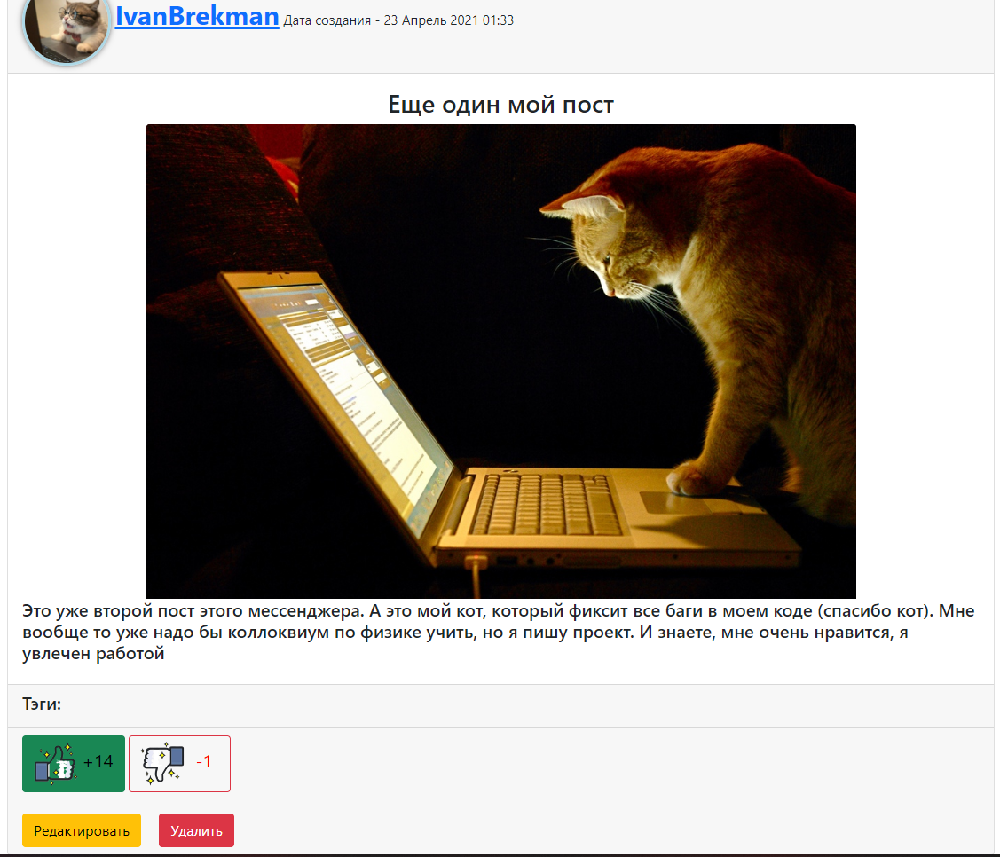 IvanBrekman Дата создания - 23 Апрель 2021 01:33
Еще один мой пост
Это уже второй пост этого мессенджера. А это мой кот, который фиксит все баги в моем коде (спасибо кот). Мне
вообще то уже надо бы коллоквиум по физике учить, но я пишу проект. И знаете, мне очень нравится, я
увлечен работой
Тэги:
+14 -1
Редактировать Удалить